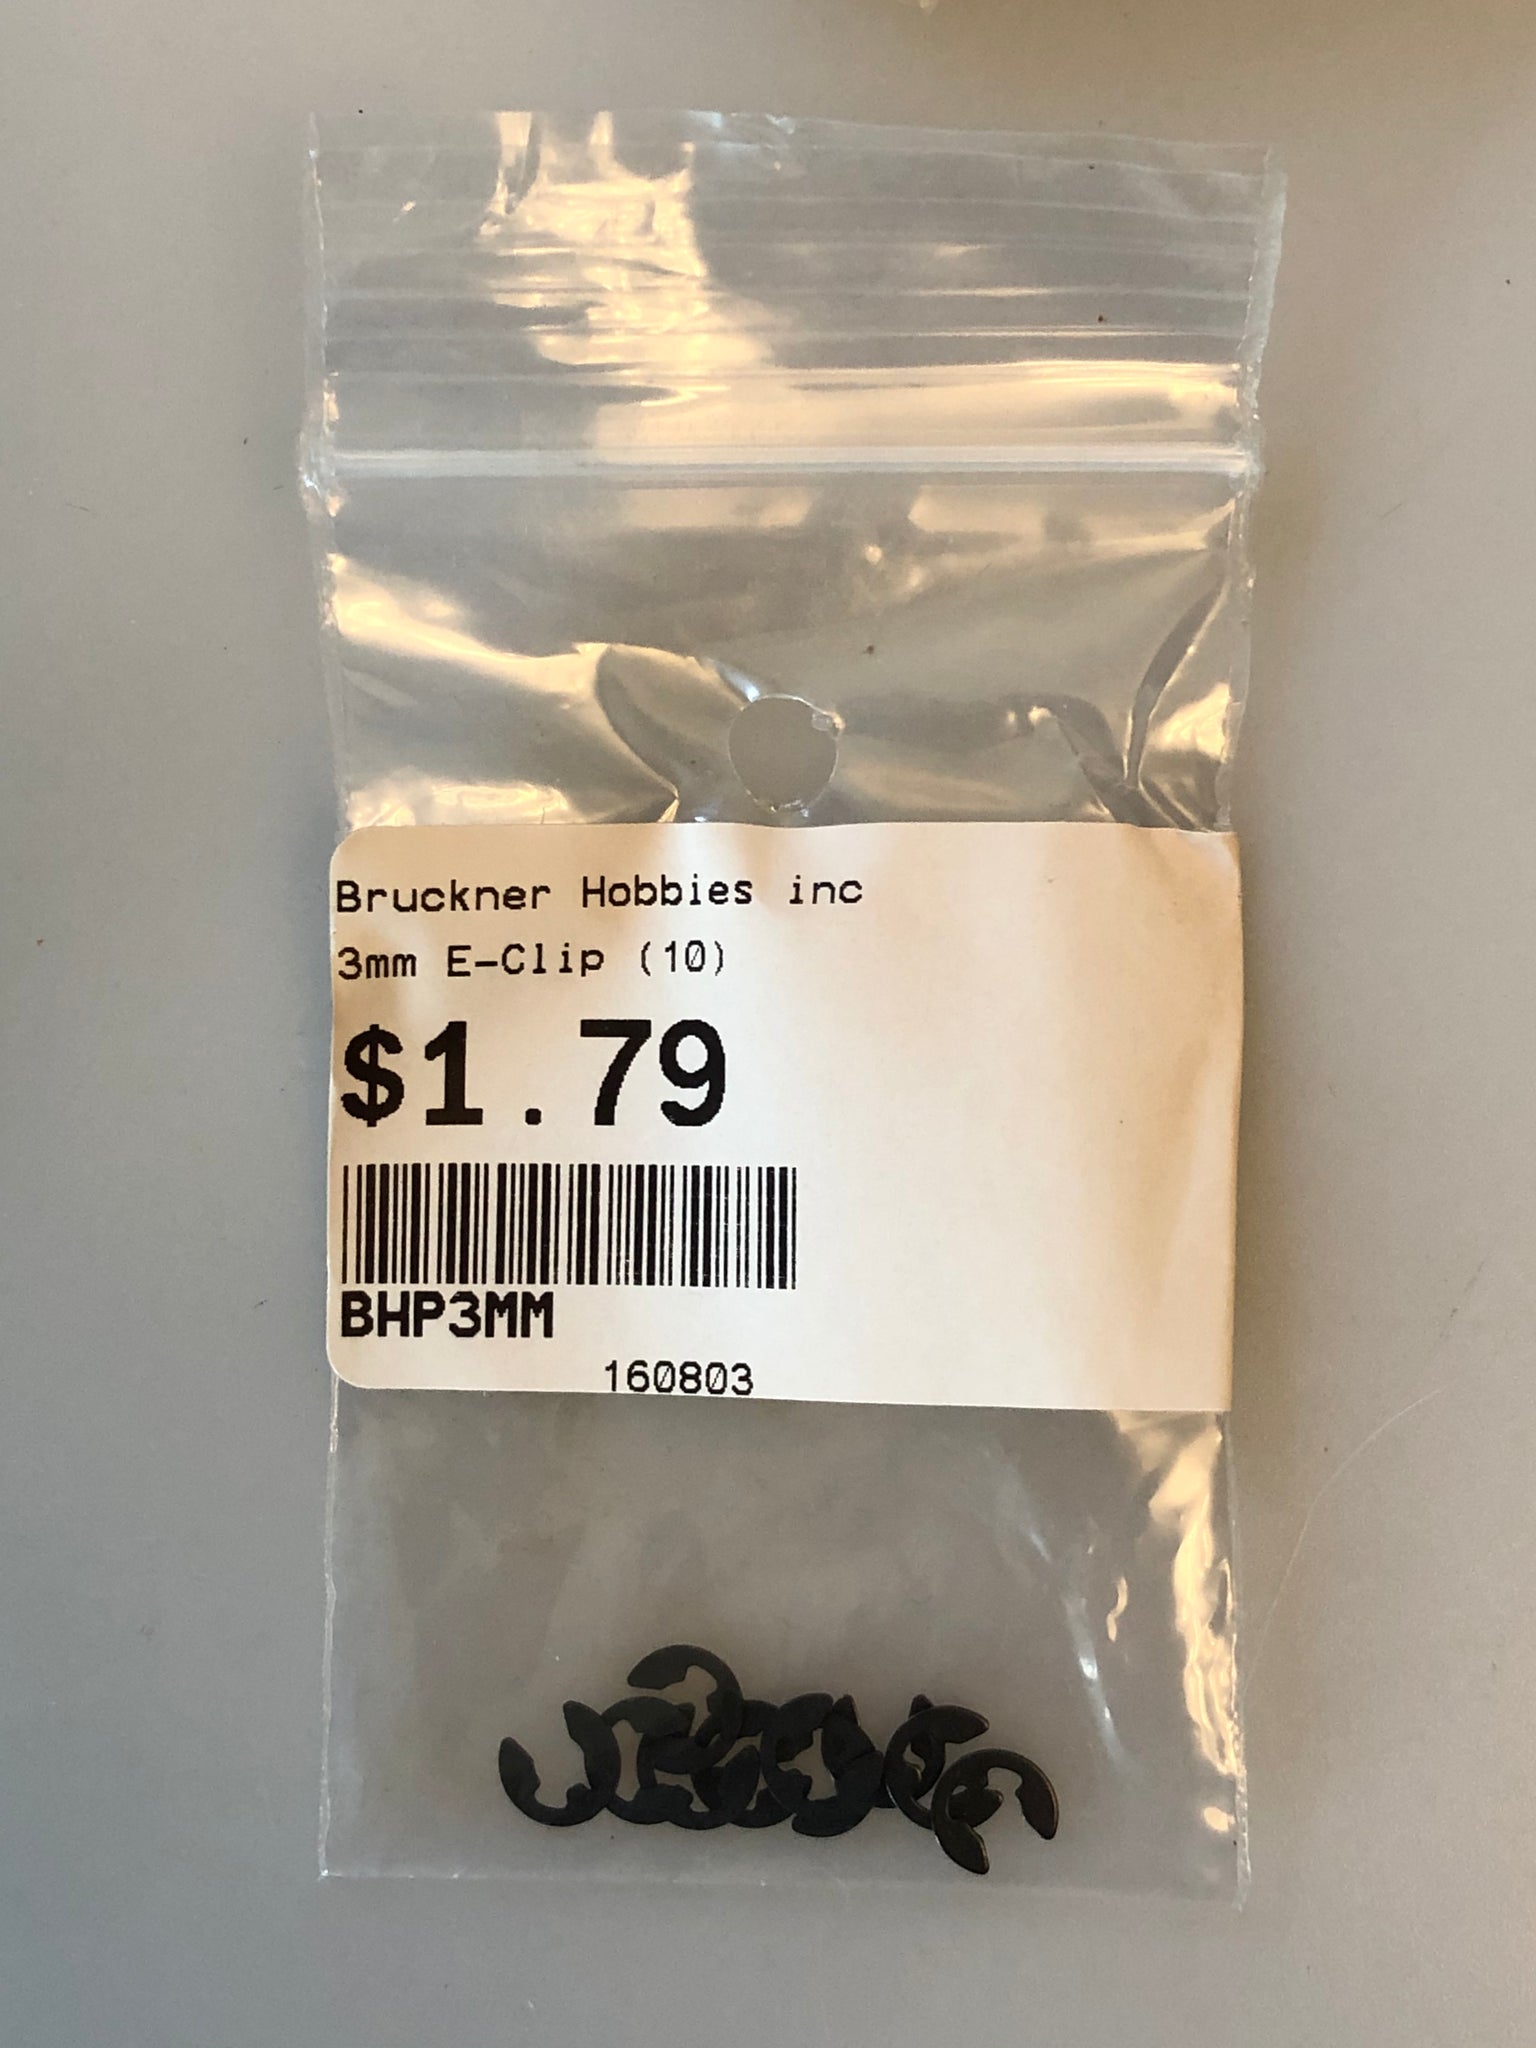 Bruckner Hobbies inc
3mm E-Clip (10)
$1.79
BHP3MM
160803